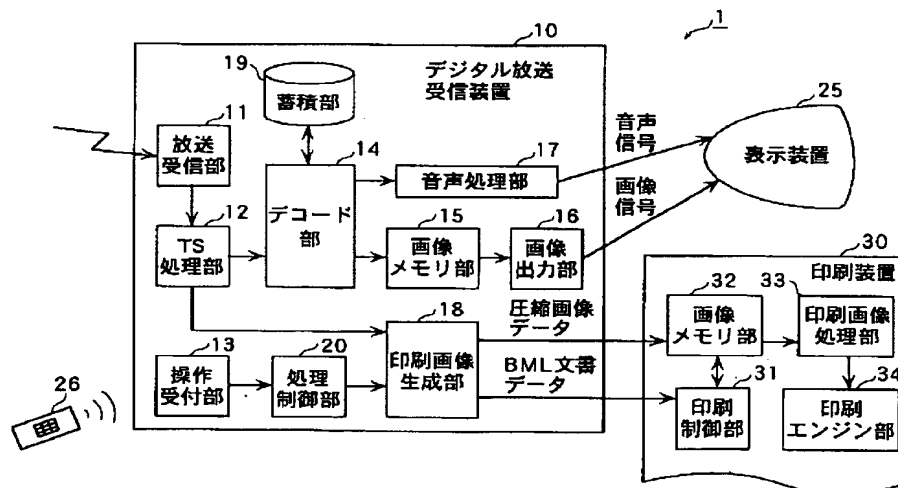 1
10
デジタル放送
受信装置
19
蓄積部
11
放送
受信部
14
デコード
部
17
音声処理部
音声
信号
画像
信号
25
表示装置
12
TS
処理部
15
画像
メモリ部
16
画像
出力部
18
印刷画像
生成部
圧縮画像
データ
BML文書
データ
13
操作
受付部
20
処理
制御部
26
30
印刷装置
32
画像
メモリ部
33
印刷画像
処理部
31
印刷
制御部
34
印刷
エンジン部